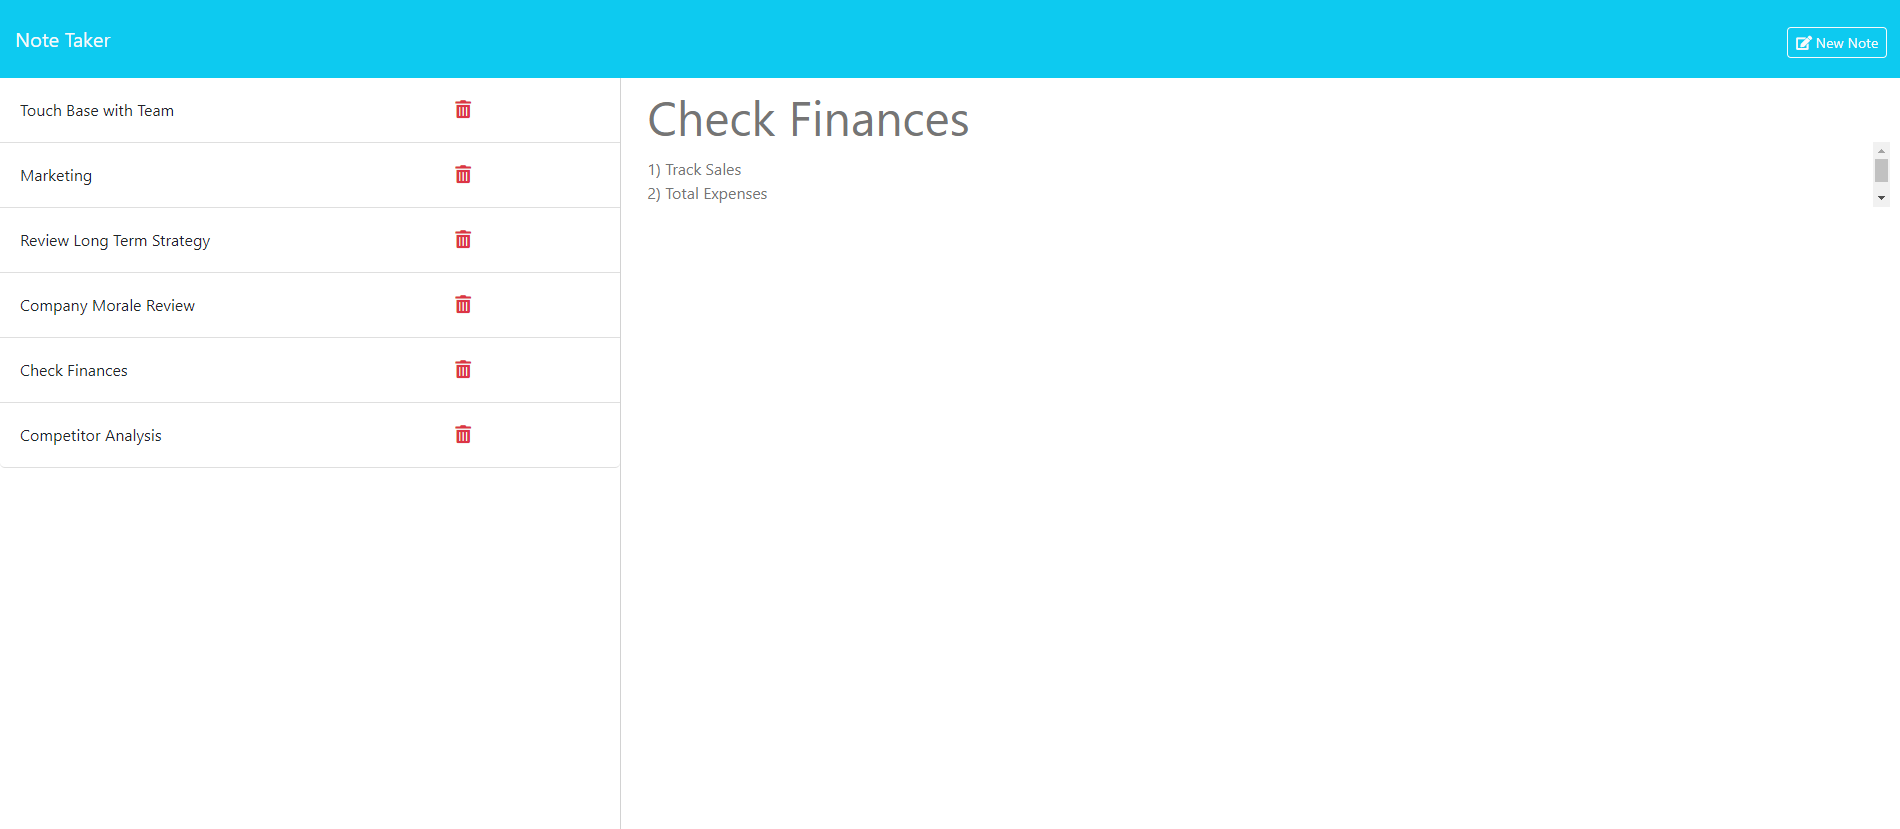 Note Taker
New Note
Touch Base with Team
Marketing
Review Long Term Strategy
Company Morale Review
Check Finances
Competitor Analysis
Check Finances
1) Track Sales
2) Total Expenses